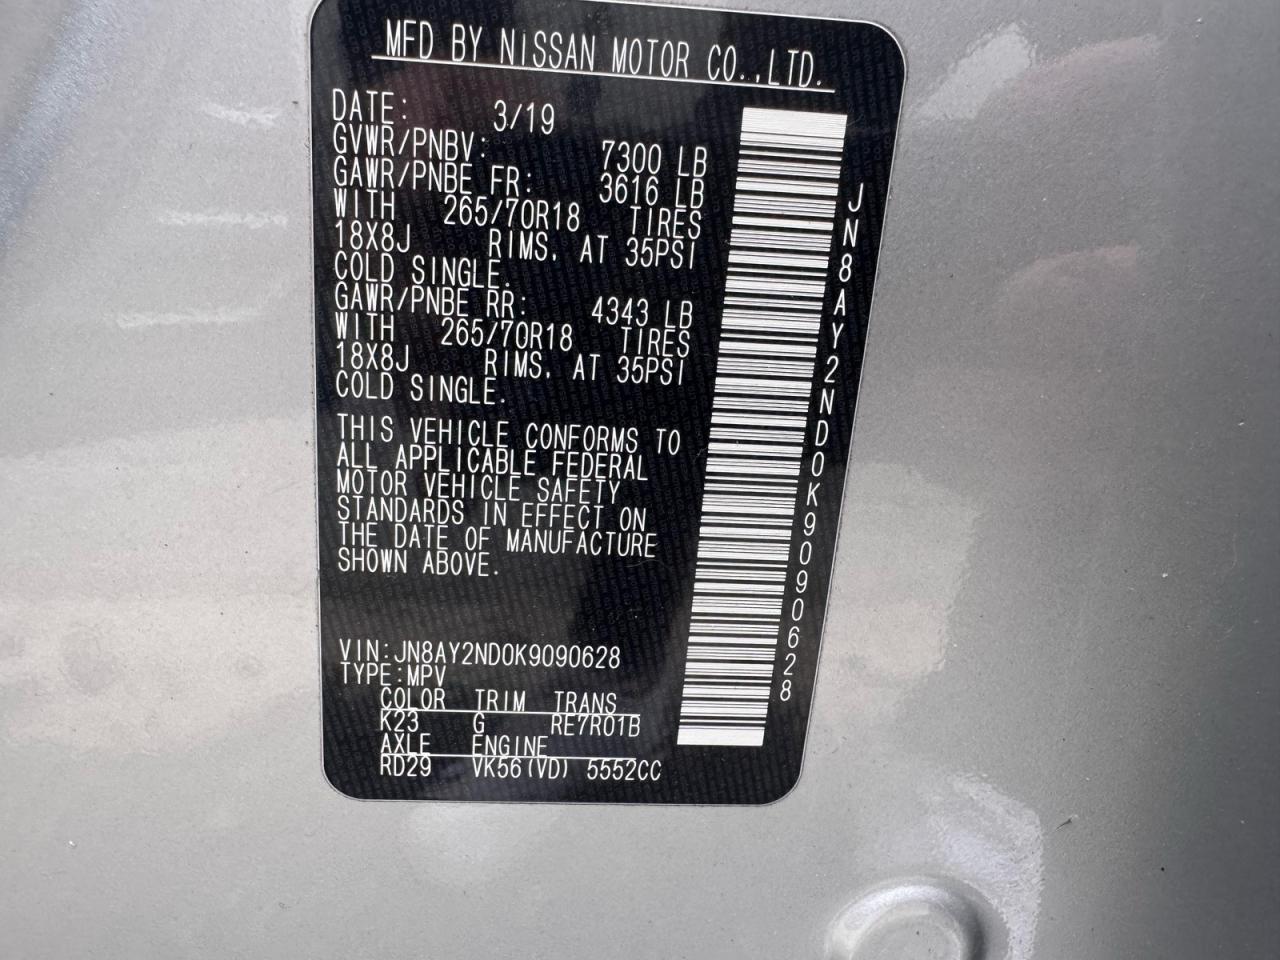 MFD BY NISSAN MOTOR CO.,LTD.
DATE: 3/19
GVWR/PNBV: 7300 LB
GAWR/PNBE FR: 3616 LB
WITH 265/70R18 TIRES
18X8J RIMS, AT 35PSI
COLD SINGLE.
GAWR/PNBE RR: 4343 LB
WITH 265/70R18 TIRES
18X8J RIMS, AT 35PSI
COLD SINGLE.
THIS VEHICLE CONFORMS TO
ALL APPLICABLE FEDERAL
MOTOR VEHICLE SAFETY
STANDARDS IN EFFECT ON
THE DATE OF MANUFACTURE
SHOWN ABOVE.
VIN:JN8AY2ND0K9090628
TYPE:MPV
COLOR TRIM TRANS
K23 G RE7R01B
AXLE ENGINE
RD29 VK56(VD) 5552CC
JN8AY2ND0K9090628